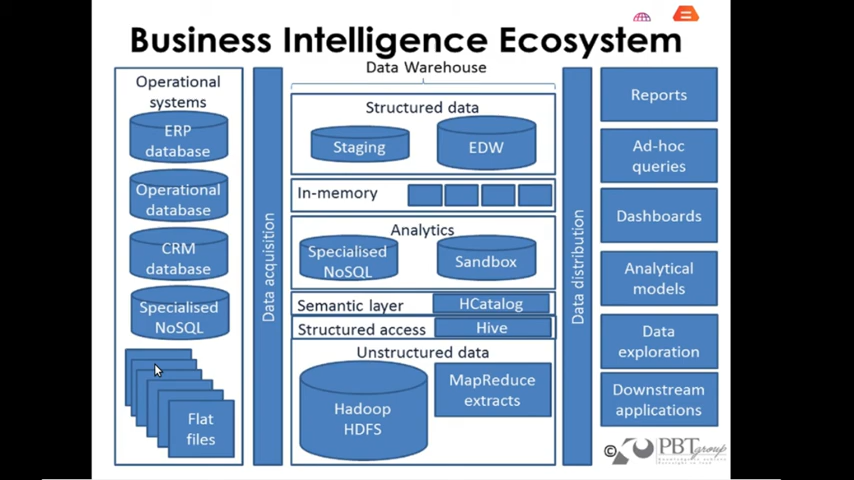 Business Intelligence Ecosystem
Operational
systems
ERP
database
Operational
database
CRM
database
Specialised
NoSQL
Flat
files
Data acquisition
Data Warehouse
Structured data
Staging
EDW
In-memory
Analytics
Specialised
NoSQL
Sandbox
Semantic layer
HCatalog
Structured access
Hive
Unstructured data
Hadoop
HDFS
MapReduce
extracts
Data distribution
Reports
Ad-hoc
queries
Dashboards
Analytical
models
Data
exploration
Downstream
applications
©
PBTgroup